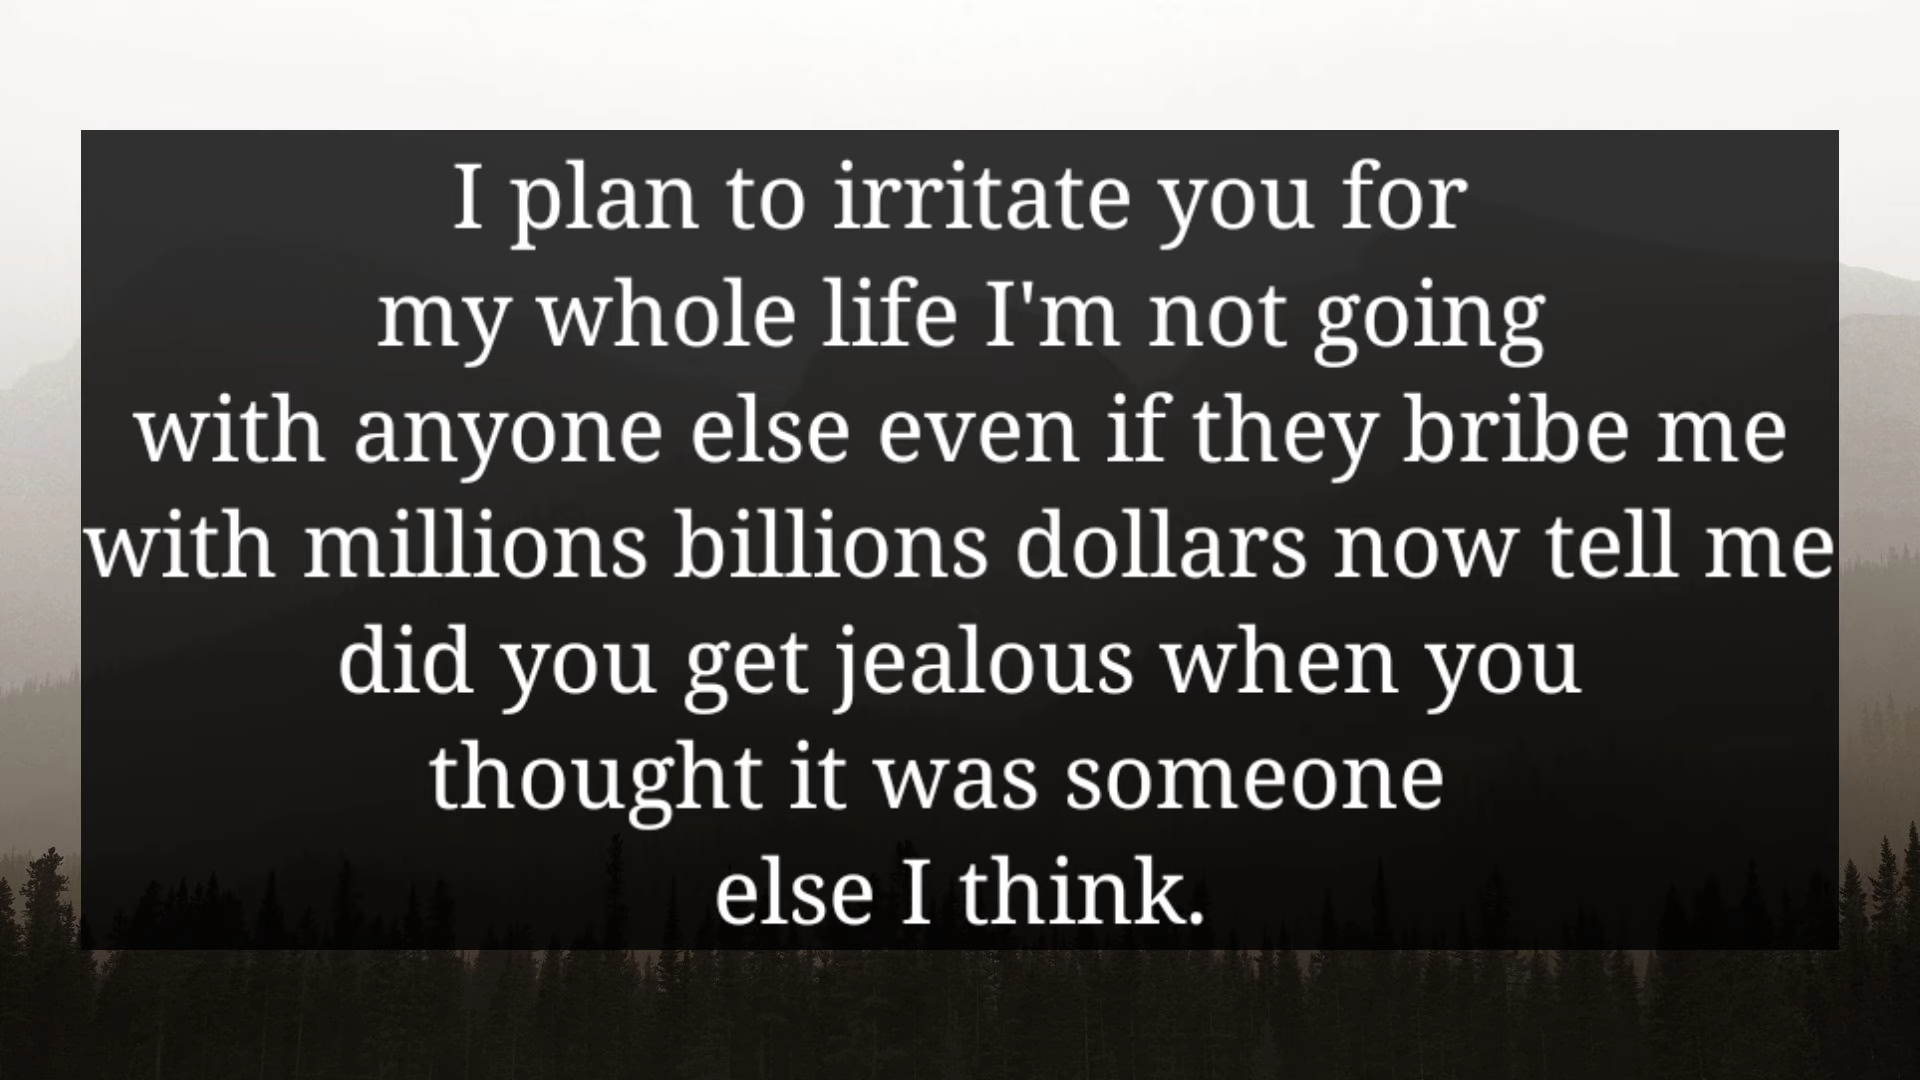 I plan to irritate you for
my whole life I'm not going
with anyone else even if they bribe me
with millions billions dollars now tell me
did you get jealous when you
thought it was someone
else I think.